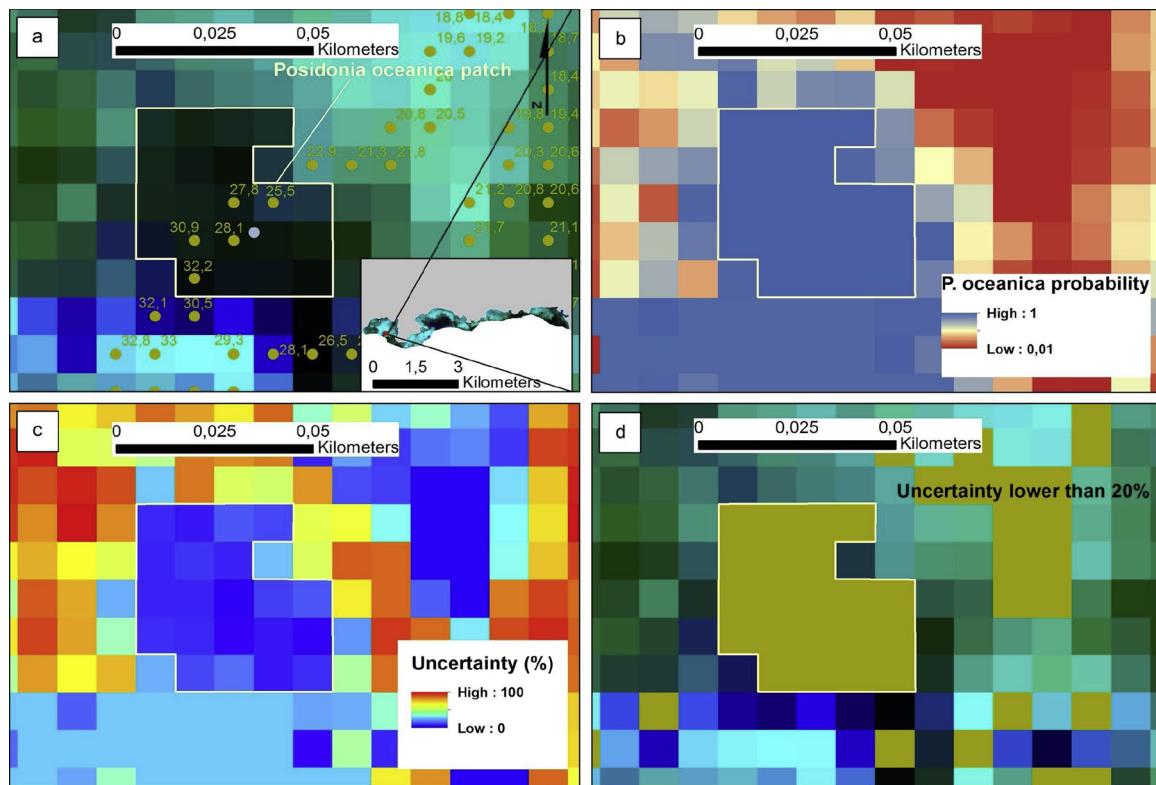 a
0 0,025 0,05
Kilometers
Posidonia oceanica patch
18,8 18,4
19,6 19,2 18,7
18,4
20,8 20,5 19,8 19,4
22,9 21,3 21,8 20,3 20,6
27,8 25,5 21,2 20,8 20,6
30,9 28,1 21,7 21,1
32,2
32,1 30,5
32,8 33 29,3 28,1 26,5
z
0 1,5 3
Kilometers
b
0 0,025 0,05
Kilometers
P. oceanica probability
High : 1
Low : 0,01
c
0 0,025 0,05
Kilometers
Uncertainty (%)
High : 100
Low : 0
d
0 0,025 0,05
Kilometers
Uncertainty lower than 20%